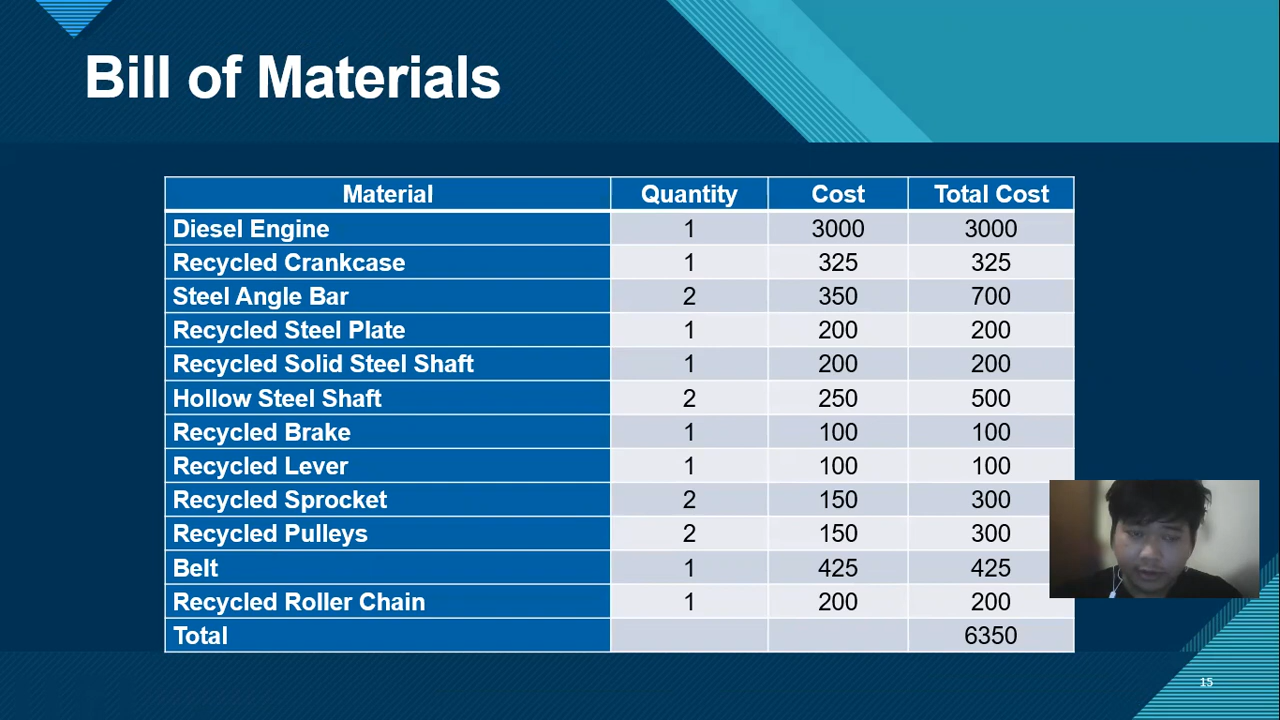 Bill of Materials
Material Quantity Cost Total Cost
Diesel Engine 1 3000 3000
Recycled Crankcase 1 325 325
Steel Angle Bar 2 350 700
Recycled Steel Plate 1 200 200
Recycled Solid Steel Shaft 1 200 200
Hollow Steel Shaft 2 250 500
Recycled Brake 1 100 100
Recycled Lever 1 100 100
Recycled Sprocket 2 150 300
Recycled Pulleys 2 150 300
Belt 1 425 425
Recycled Roller Chain 1 200 200
Total 6350
15